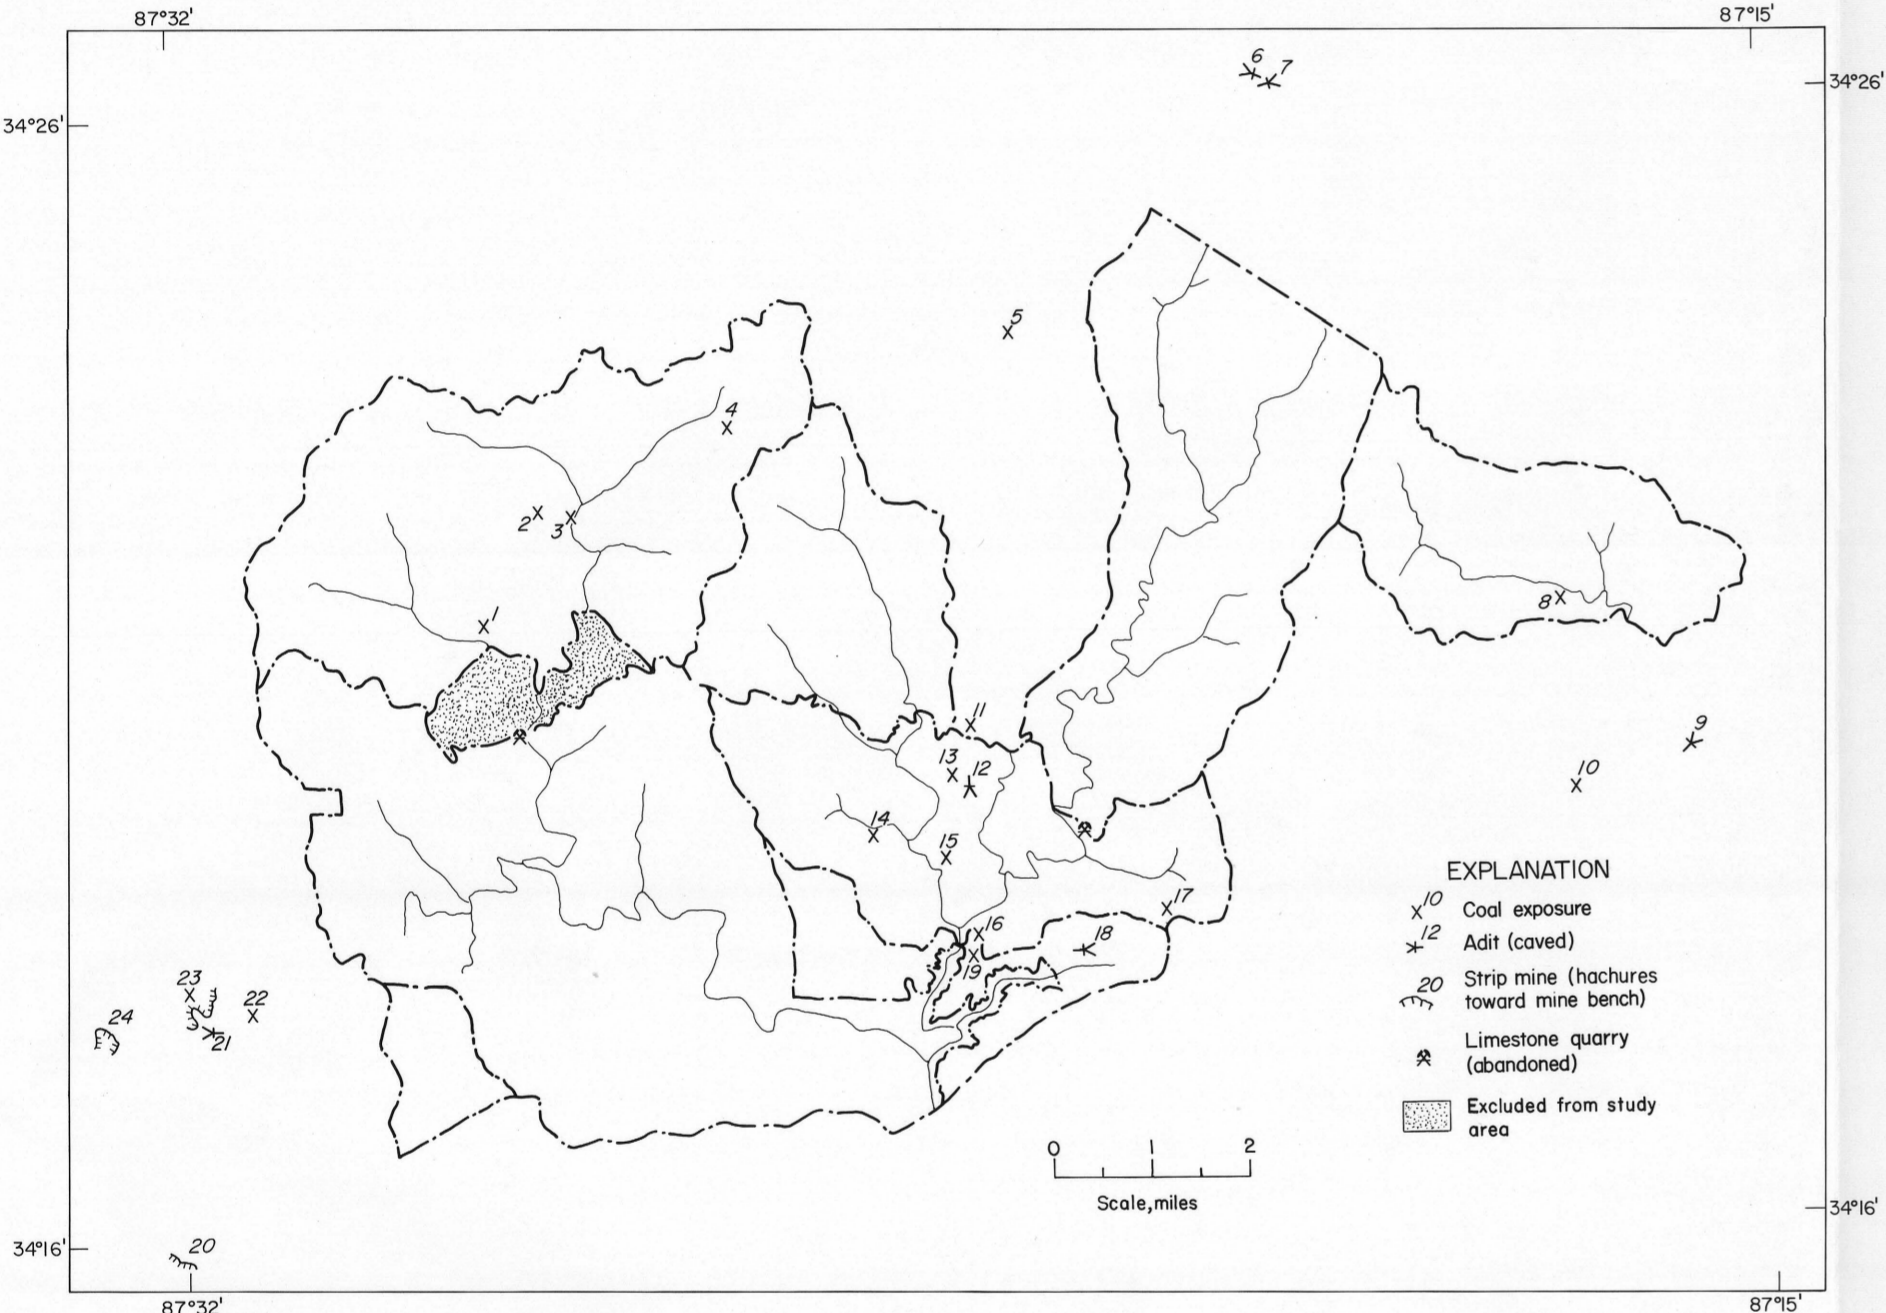 87°32'
87°15'
6
7
34°26'
34°26'
5
4
2
3
1
8
11
9
13
12
10
14
15
EXPLANATION
17
10 Coal exposure
16
18
12 Adit (caved)
19
23
22
20 Strip mine (hachures
toward mine bench)
24
21
Limestone quarry
(abandoned)
Excluded from study
area
0 1 2
Scale, miles
34°16'
34°16'
20
87°32'
87°15'